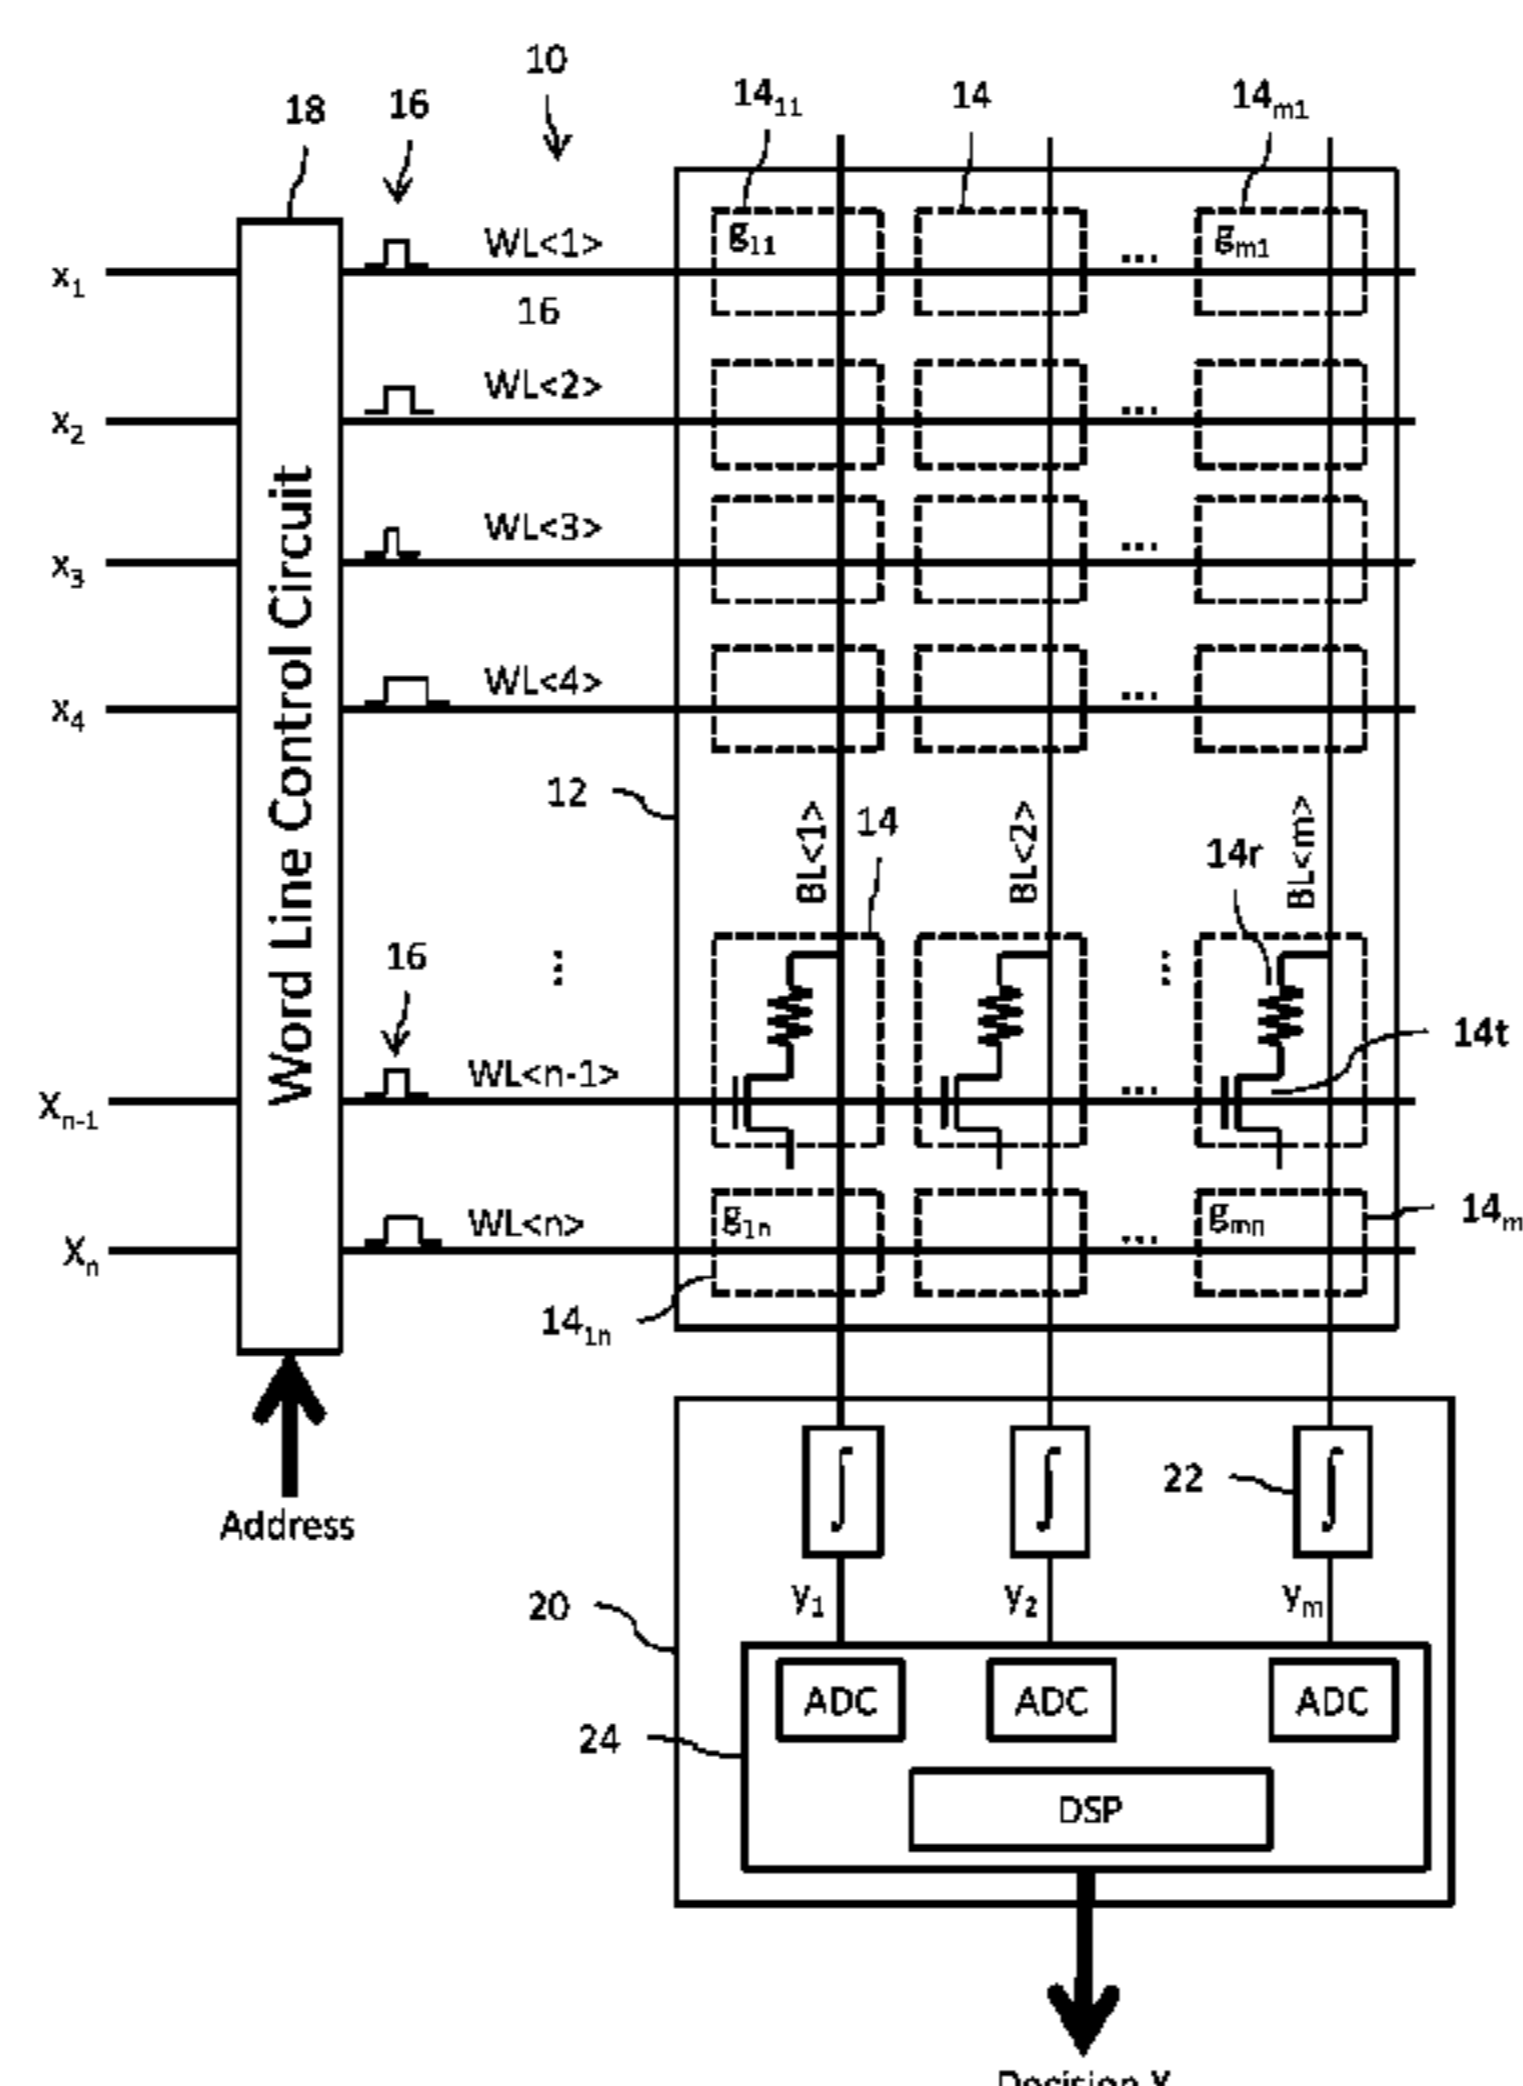 10
14₁₁ 14 14ₘ₁
18 16
g₁₁ gₘ₁
WL<1>
x₁ ...
16
WL<2>
x₂ ...
WL<3>
x₃ ...
WL<4>
x₄ ...
Word Line Control Circuit
12
BL<1> 14 BL<2> 14r BL<m>
16 ... ...
14t
WL<n-1>
Xₙ₋₁ ...
WL<n> g₁ₙ gₘₙ 14ₘ
Xₙ ...
14₁ₙ
Address
∫ ∫ 22 ∫
20 y₁ y₂ yₘ
ADC ADC ADC
24
DSP
Decision Y